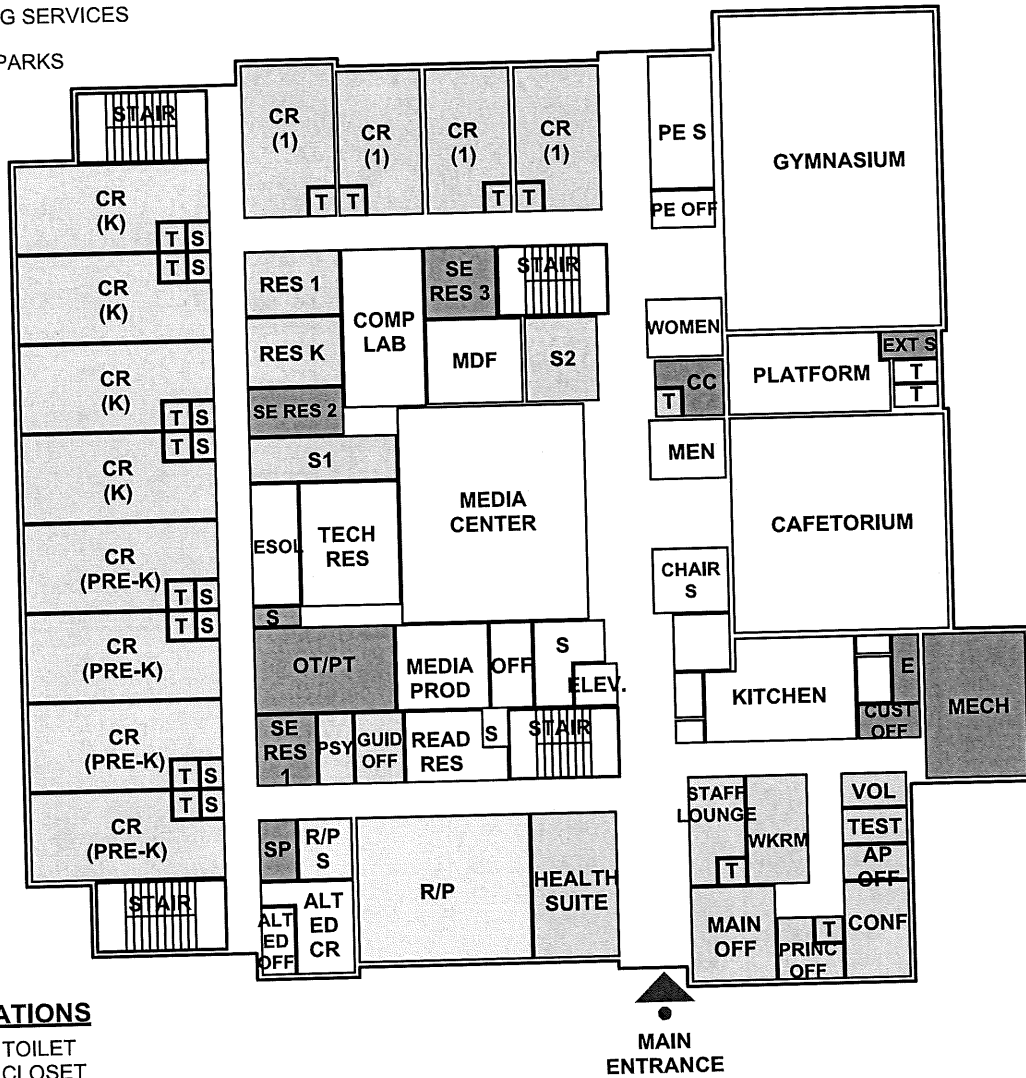 G SERVICES
PARKS
STAIR
CR
(1)
CR
(1)
CR
(1)
CR
(1)
T
T
T
T
PE S
PE OFF
GYMNASIUM
CR
(K)
T S
T S
CR
(K)
CR
(K)
T S
T S
CR
(K)
CR
(PRE-K)
T S
T S
CR
(PRE-K)
CR
(PRE-K)
T S
T S
CR
(PRE-K)
STAIR
RES 1
COMP
LAB
SE
RES 3
STAIR
RES K
MDF
S2
SE RES 2
S1
MEDIA
CENTER
ESOL
TECH
RES
S
OT/PT
MEDIA
PROD
OFF
S
ELEV.
SE
RES
1
PSY
GUID
OFF
READ
RES
S
STAIR
WOMEN
CC
T
MEN
PLATFORM
EXT S
T
T
CAFETORIUM
CHAIR
S
KITCHEN
E
CUST
OFF
MECH
SP
R/P
S
ALT
ED
OFF
ALT
ED
CR
R/P
HEALTH
SUITE
STAFF
LOUNGE
T
WKRM
VOL
TEST
AP
OFF
MAIN
OFF
T
PRINC
OFF
CONF
MAIN
ENTRANCE
ATIONS
TOILET
CLOSET